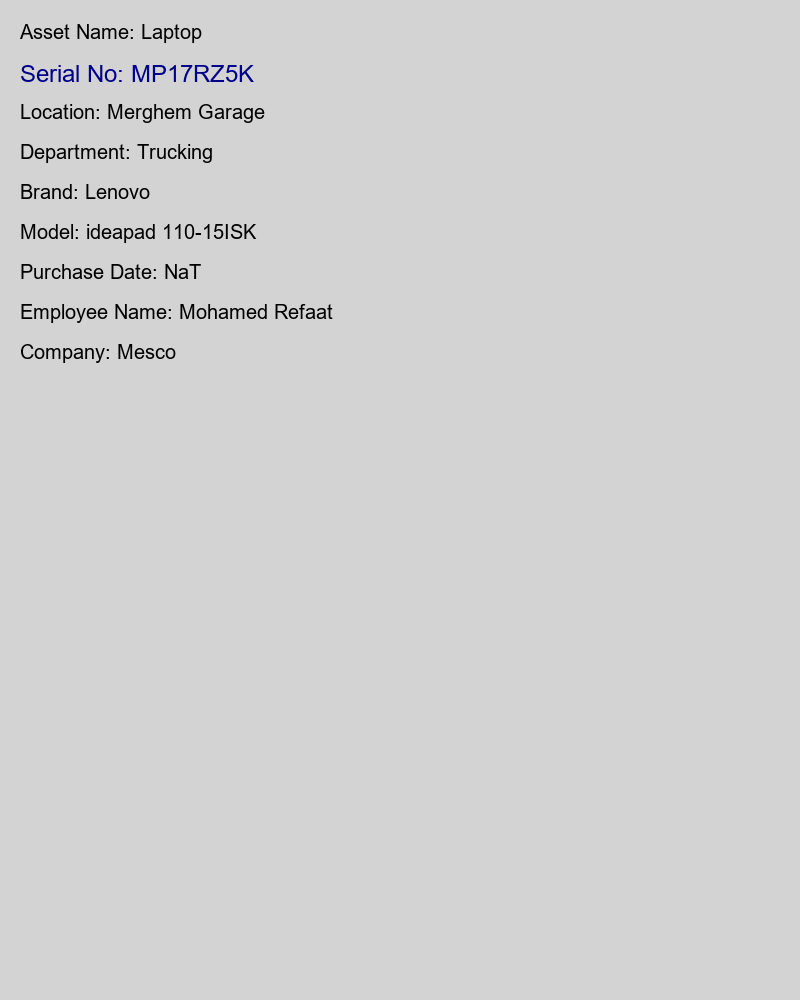 Asset Name: Laptop
Serial No: MP17RZ5K
Location: Merghem Garage
Department: Trucking
Brand: Lenovo
Model: ideapad 110-15ISK
Purchase Date: NaT
Employee Name: Mohamed Refaat
Company: Mesco